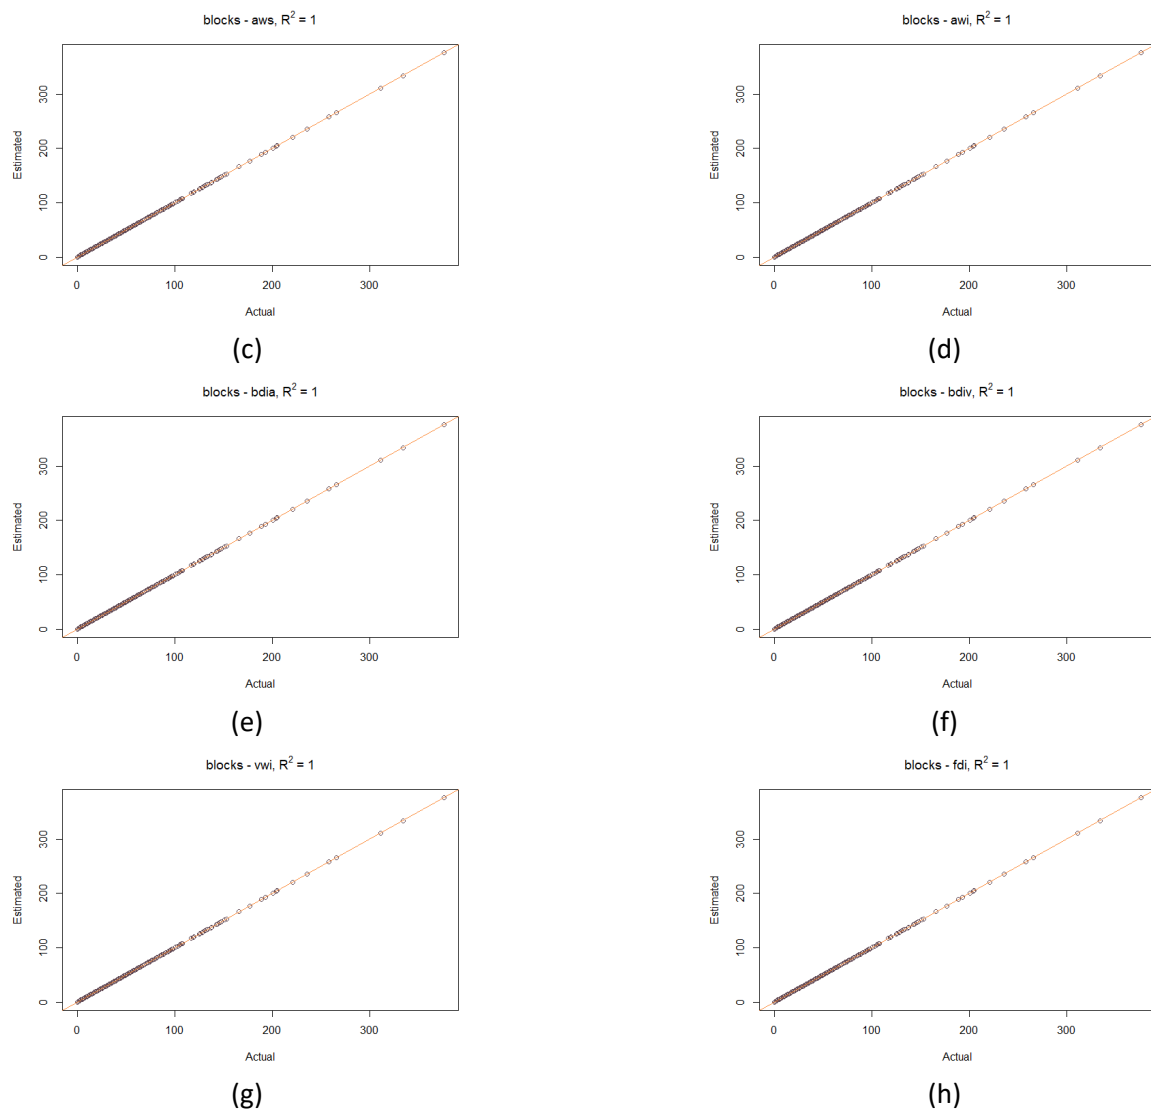 blocks - aws, R² = 1
blocks - awi, R² = 1
Estimated
0 100 200 300
0 100 200 300
Actual
Estimated
0 100 200 300
0 100 200 300
Actual
(c)
(d)
blocks - bdia, R² = 1
blocks - bdiv, R² = 1
Estimated
0 100 200 300
0 100 200 300
Actual
Estimated
0 100 200 300
0 100 200 300
Actual
(e)
(f)
blocks - vwi, R² = 1
blocks - fdi, R² = 1
Estimated
0 100 200 300
0 100 200 300
Actual
Estimated
0 100 200 300
0 100 200 300
Actual
(g)
(h)